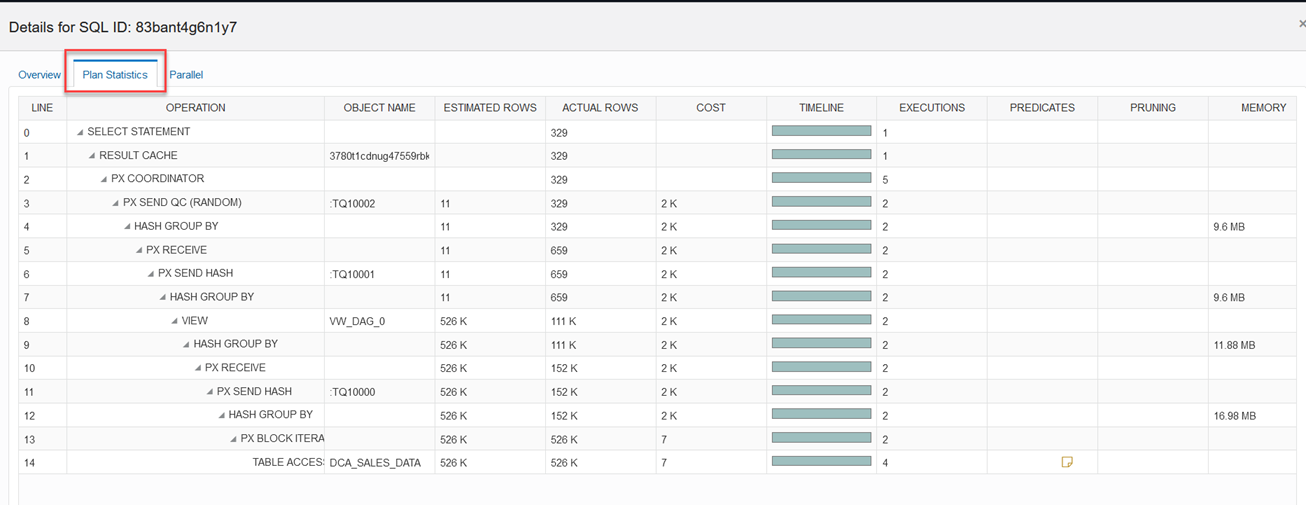 Details for SQL ID: 83bant4g6n1y7
Overview Plan Statistics Parallel
LINE OPERATION OBJECT NAME ESTIMATED ROWS ACTUAL ROWS COST TIMELINE EXECUTIONS PREDICATES PRUNING MEMORY
0 SELECT STATEMENT 329 1
1 RESULT CACHE 3780t1cdnug47559rbk 329 1
2 PX COORDINATOR 329 5
3 PX SEND QC (RANDOM) :TQ10002 11 329 2 K 2
4 HASH GROUP BY 11 329 2 K 2 9.6 MB
5 PX RECEIVE 11 659 2 K 2
6 PX SEND HASH :TQ10001 11 659 2 K 2
7 HASH GROUP BY 11 659 2 K 2 9.6 MB
8 VIEW VW_DAG_0 526 K 111 K 2 K 2
9 HASH GROUP BY 526 K 111 K 2 K 2 11.88 MB
10 PX RECEIVE 526 K 152 K 2 K 2
11 PX SEND HASH :TQ10000 526 K 152 K 2 K 2
12 HASH GROUP BY 526 K 152 K 2 K 2 16.98 MB
13 PX BLOCK ITERA 526 K 526 K 7 2
14 TABLE ACCES DCA_SALES_DATA 526 K 526 K 7 4